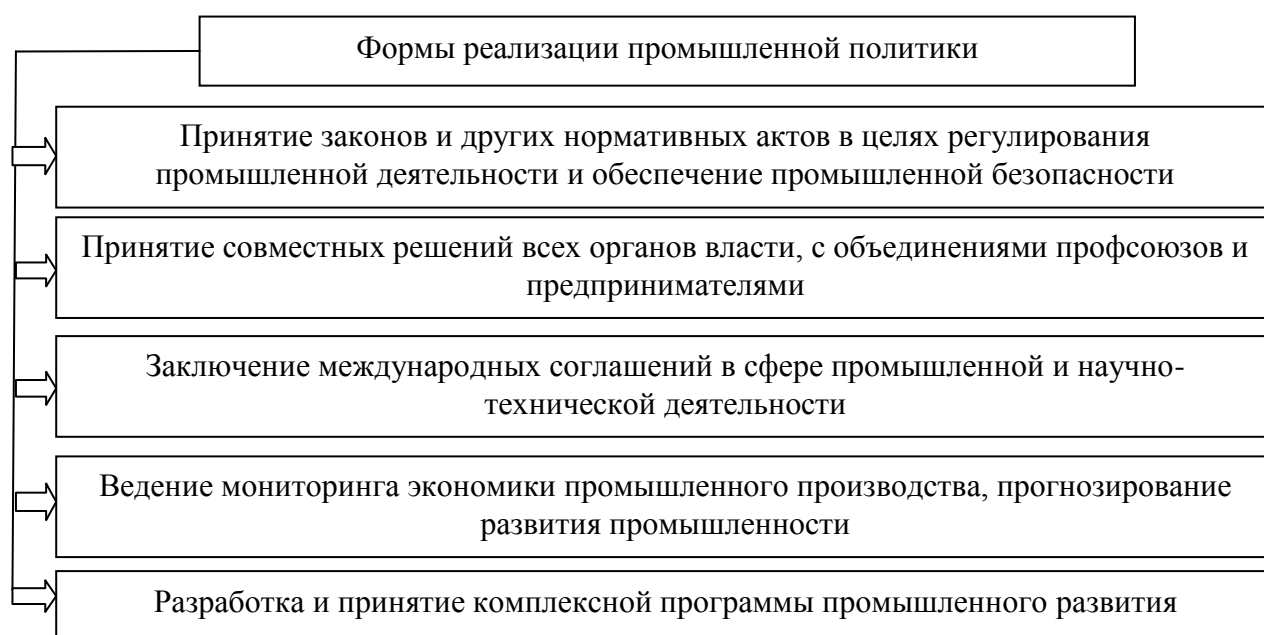 Формы реализации промышленной политики
Принятие законов и других нормативных актов в целях регулирования
промышленной деятельности и обеспечение промышленной безопасности
Принятие совместных решений всех органов власти, с объединениями профсоюзов и
предпринимателями
Заключение международных соглашений в сфере промышленной и научно-
технической деятельности
Ведение мониторинга экономики промышленного производства, прогнозирование
развития промышленности
Разработка и принятие комплексной программы промышленного развития